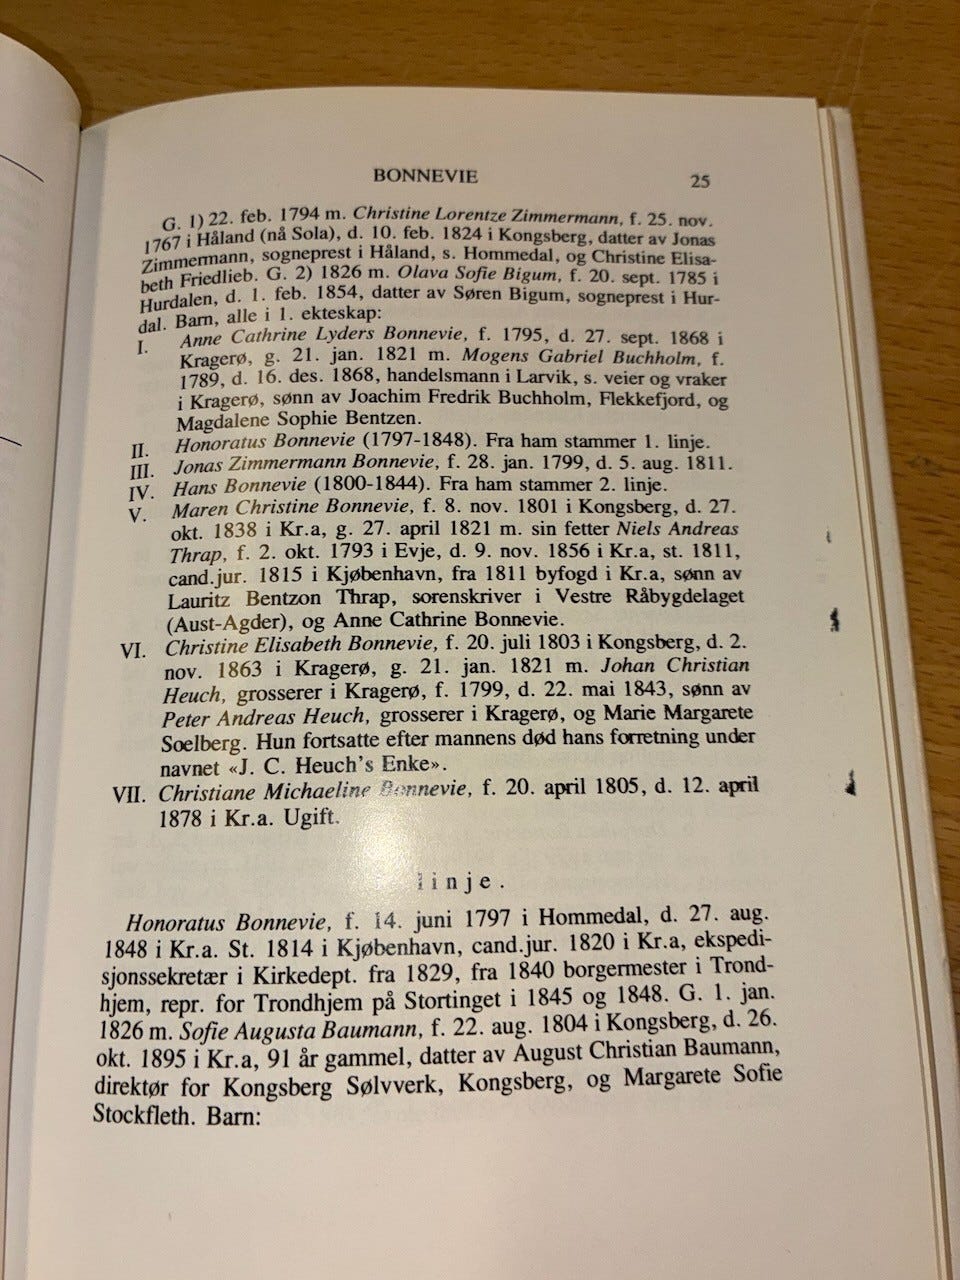 BONNEVIE
25
G. 1) 22. feb. 1794 m. Christine Lorentze Zimmermann, f. 25. nov.
1767 i Håland (nå Sola), d. 10. feb. 1824 i Kongsberg, datter av Jonas
Zimmermann, sogneprest i Håland, s. Hommedal, og Christine Elisa-
beth Friedlieb. G. 2) 1826 m. Olava Sofie Bigum, f. 20. sept. 1785 i
Hurdalen, d. 1. feb. 1854, datter av Søren Bigum, sogneprest i Hur-
dal. Barn, alle i 1. ekteskap:
I. Anne Cathrine Lyders Bonnevie, f. 1795, d. 27. sept. 1868 i
Kragerø, g. 21. jan. 1821 m. Mogens Gabriel Buchholm, f.
1789, d. 16. des. 1868, handelsmann i Larvik, s. veier og vraker
i Kragerø, sønn av Joachim Fredrik Buchholm, Flekkefjord, og
Magdalene Sophie Bentzen.
II. Honoratus Bonnevie (1797-1848). Fra ham stammer 1. linje.
III. Jonas Zimmermann Bonnevie, f. 28. jan. 1799, d. 5. aug. 1811.
IV. Hans Bonnevie (1800-1844). Fra ham stammer 2. linje.
V. Maren Christine Bonnevie, f. 8. nov. 1801 i Kongsberg, d. 27.
okt. 1838 i Kr.a, g. 27. april 1821 m. sin fetter Niels Andreas
Thrap, f. 2. okt. 1793 i Evje, d. 9. nov. 1856 i Kr.a, st. 1811,
cand.jur. 1815 i Kjøbenhavn, fra 1811 byfogd i Kr.a, sønn av
Lauritz Bentzon Thrap, sorenskriver i Vestre Råbygdelaget
(Aust-Agder), og Anne Cathrine Bonnevie.
VI. Christine Elisabeth Bonnevie, f. 20. juli 1803 i Kongsberg, d. 2.
nov. 1863 i Kragerø, g. 21. jan. 1821 m. Johan Christian
Heuch, grosserer i Kragerø, f. 1799, d. 22. mai 1843, sønn av
Peter Andreas Heuch, grosserer i Kragerø, og Marie Margarete
Soelberg. Hun fortsatte efter mannens død hans forretning under
navnet «J. C. Heuch's Enke».
VII. Christiane Michaeline Bonnevie, f. 20. april 1805, d. 12. april
1878 i Kr.a. Ugift.
linje.
Honoratus Bonnevie, f. 14. juni 1797 i Hommedal, d. 27. aug.
1848 i Kr.a. St. 1814 i Kjøbenhavn, cand.jur. 1820 i Kr.a, ekspedi-
sjonssekretær i Kirkedept. fra 1829, fra 1840 borgermester i Trond-
hjem, repr. for Trondhjem på Stortinget i 1845 og 1848. G. 1. jan.
1826 m. Sofie Augusta Baumann, f. 22. aug. 1804 i Kongsberg, d. 26.
okt. 1895 i Kr.a, 91 år gammel, datter av August Christian Baumann,
direktør for Kongsberg Sølvverk, Kongsberg, og Margarete Sofie
Stockfleth. Barn: